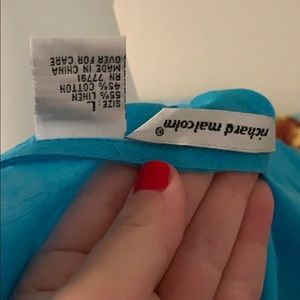 SIZE: L
55% LINEN
45% COTTON
RN 77791
MADE IN CHINA
OVER FOR CARE
richard malcolm®